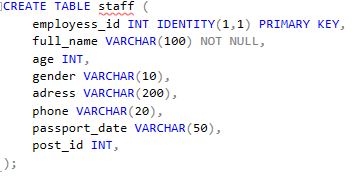 CREATE TABLE staff (
employess_id INT IDENTITY(1,1) PRIMARY KEY,
full_name VARCHAR(100) NOT NULL,
age INT,
gender VARCHAR(10),
adress VARCHAR(200),
phone VARCHAR(20),
passport_date VARCHAR(50),
post_id INT,
);